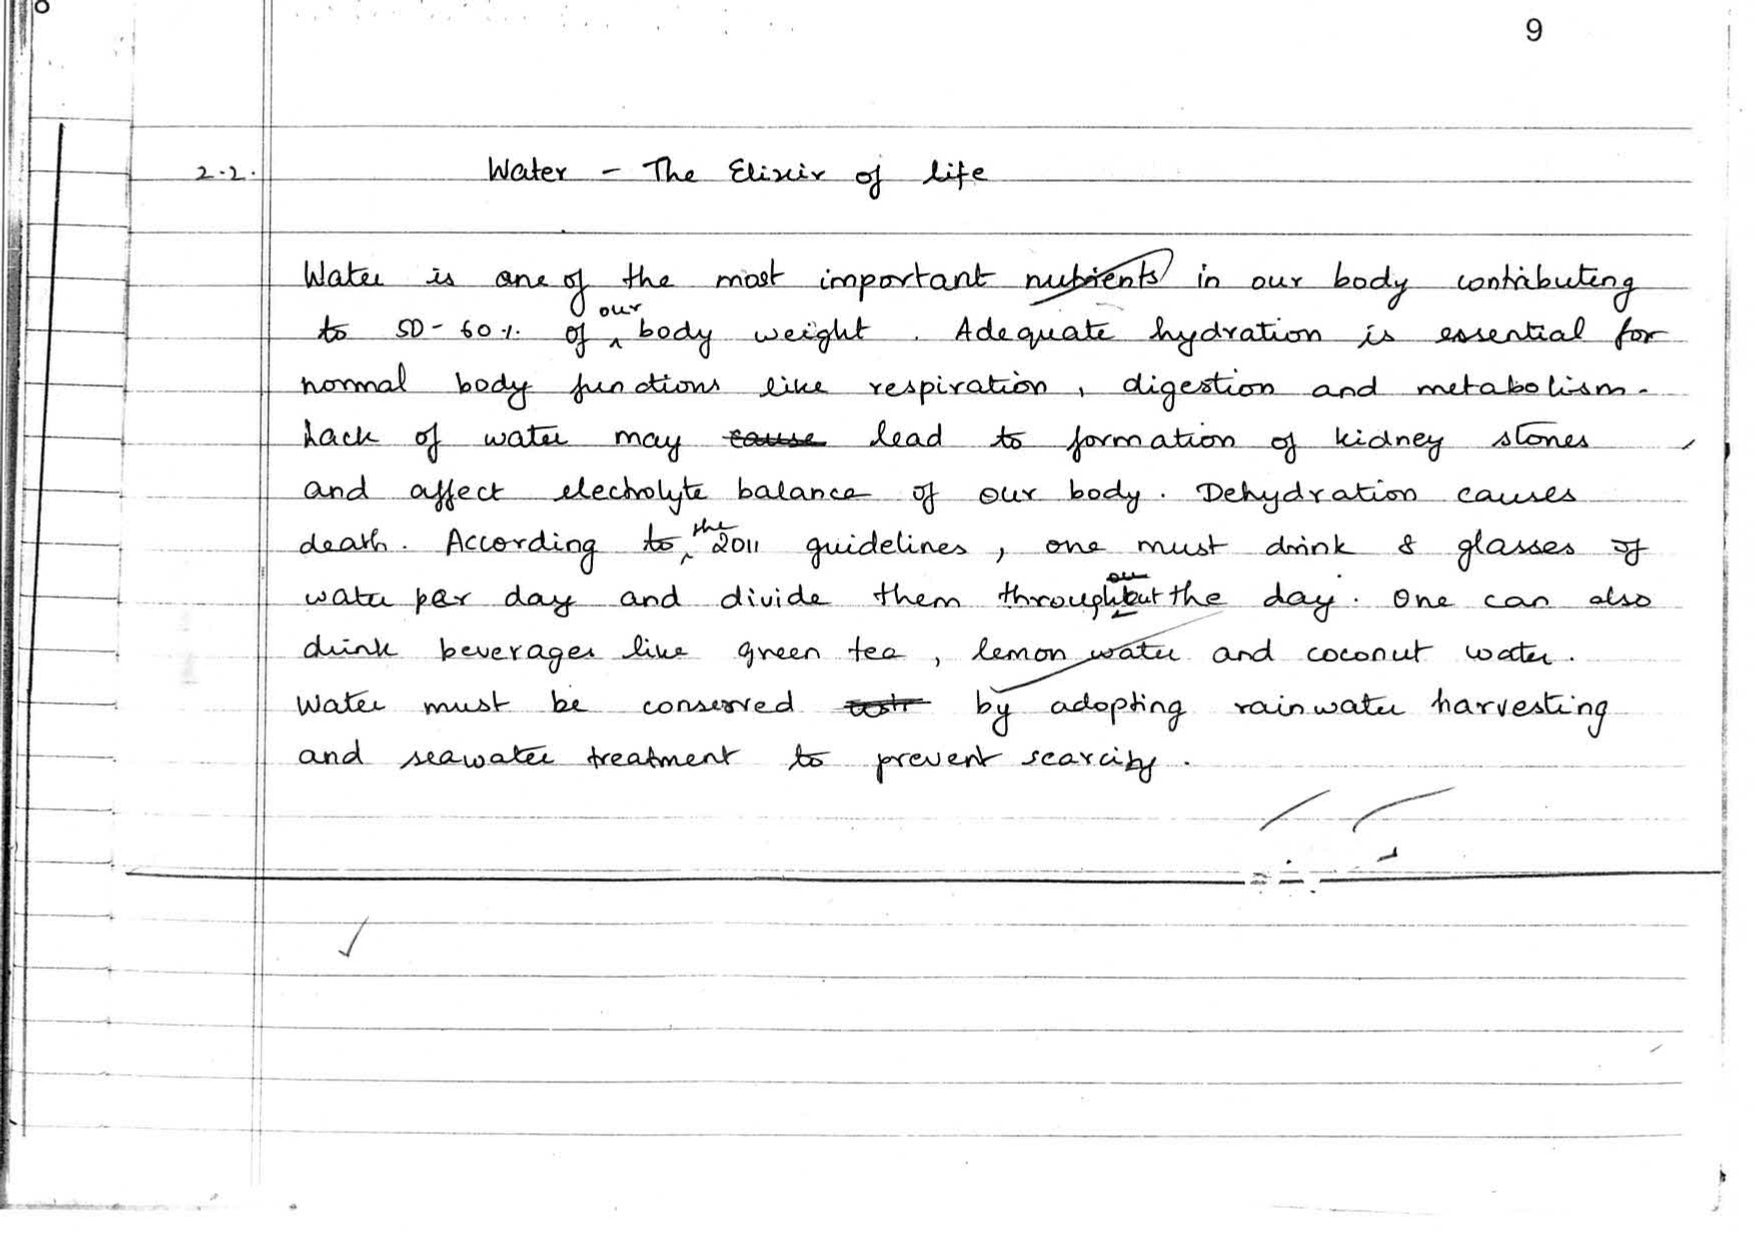 9
2.2. Water - The Elixir of life
Water is one of the most important nutrients in our body contributing
to 50-60% of our body weight. Adequate hydration is essential for
normal body functions like respiration, digestion and metabolism.
Lack of water may cause lead to formation of kidney stones
and affect electrolyte balance of our body. Dehydration causes
death. According to the 2011 guidelines, one must drink 8 glasses of
water per day and divide them throughout the day. One can also
drink beverages like green tea, lemon water and coconut water.
Water must be conserved by adopting rainwater harvesting
and seawater treatment to prevent scarcity.